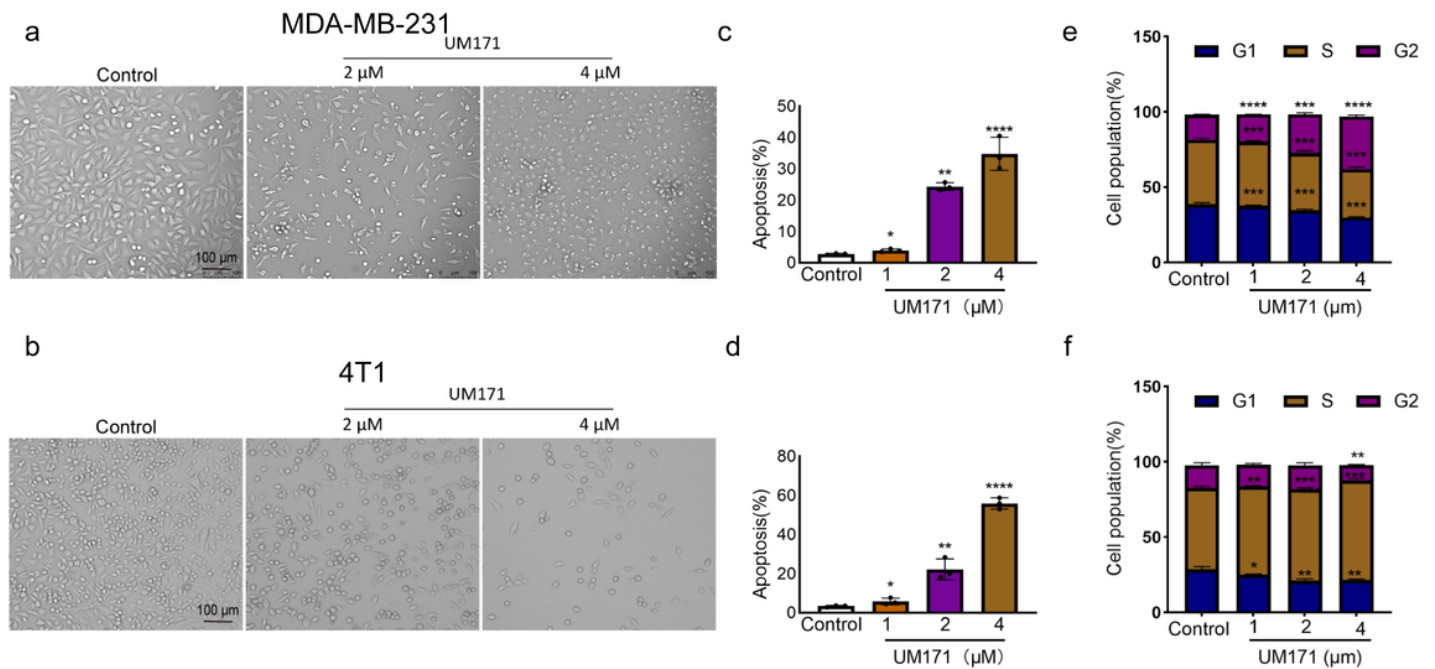 a
MDA-MB-231
UM171
Control
2 μM
4 μM
100 μm
b
4T1
UM171
Control
2 μM
4 μM
100 μm
c
Apoptosis(%)
50
40
30
20
10
0
*
**
****
Control
1
2
4
UM171 (μM)
d
Apoptosis(%)
80
60
40
20
0
*
**
****
Control
1
2
4
UM171 (μM)
e
G1 S G2
Cell population(%)
150
100
50
0
**** *** ****
*** *** ***
*** *** ***
Control
1
2
4
UM171 (μm)
f
G1 S G2
Cell population(%)
150
100
50
0
**
** *** ***
* ** **
Control
1
2
4
UM171 (μm)